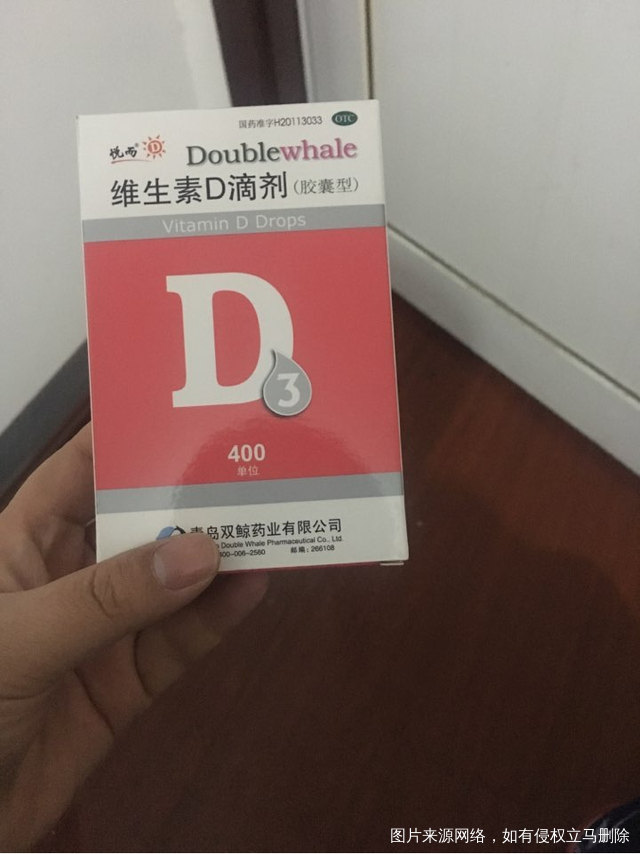 国药准字H20113033 OTC
悦而 D
Doublewhale
维生素D滴剂(胶囊型)
Vitamin D Drops
D3
400
单位
青岛双鲸药业有限公司
Double Whale Pharmaceutical Co., Ltd
800-006-2560 邮编:266108
图片来源网络,如有侵权立马删除